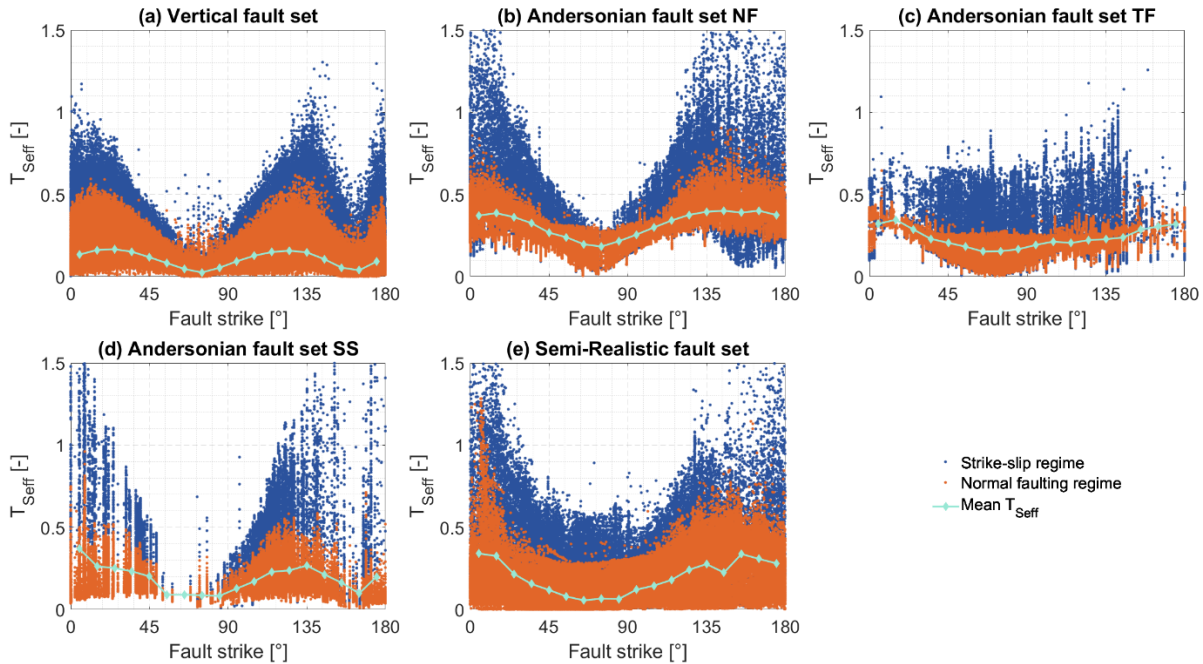 (a) Vertical fault set
1.5
1
0.5
0
T_Seff [-]
0 45 90 135 180
Fault strike [°]
(b) Andersonian fault set NF
1.5
1
0.5
0
T_Seff [-]
0 45 90 135 180
Fault strike [°]
(c) Andersonian fault set TF
1.5
1
0.5
0
T_Seff [-]
0 45 90 135 180
Fault strike [°]
(d) Andersonian fault set SS
1.5
1
0.5
0
T_Seff [-]
0 45 90 135 180
Fault strike [°]
(e) Semi-Realistic fault set
1.5
1
0.5
0
T_Seff [-]
0 45 90 135 180
Fault strike [°]
Strike-slip regime
Normal faulting regime
Mean T_Seff